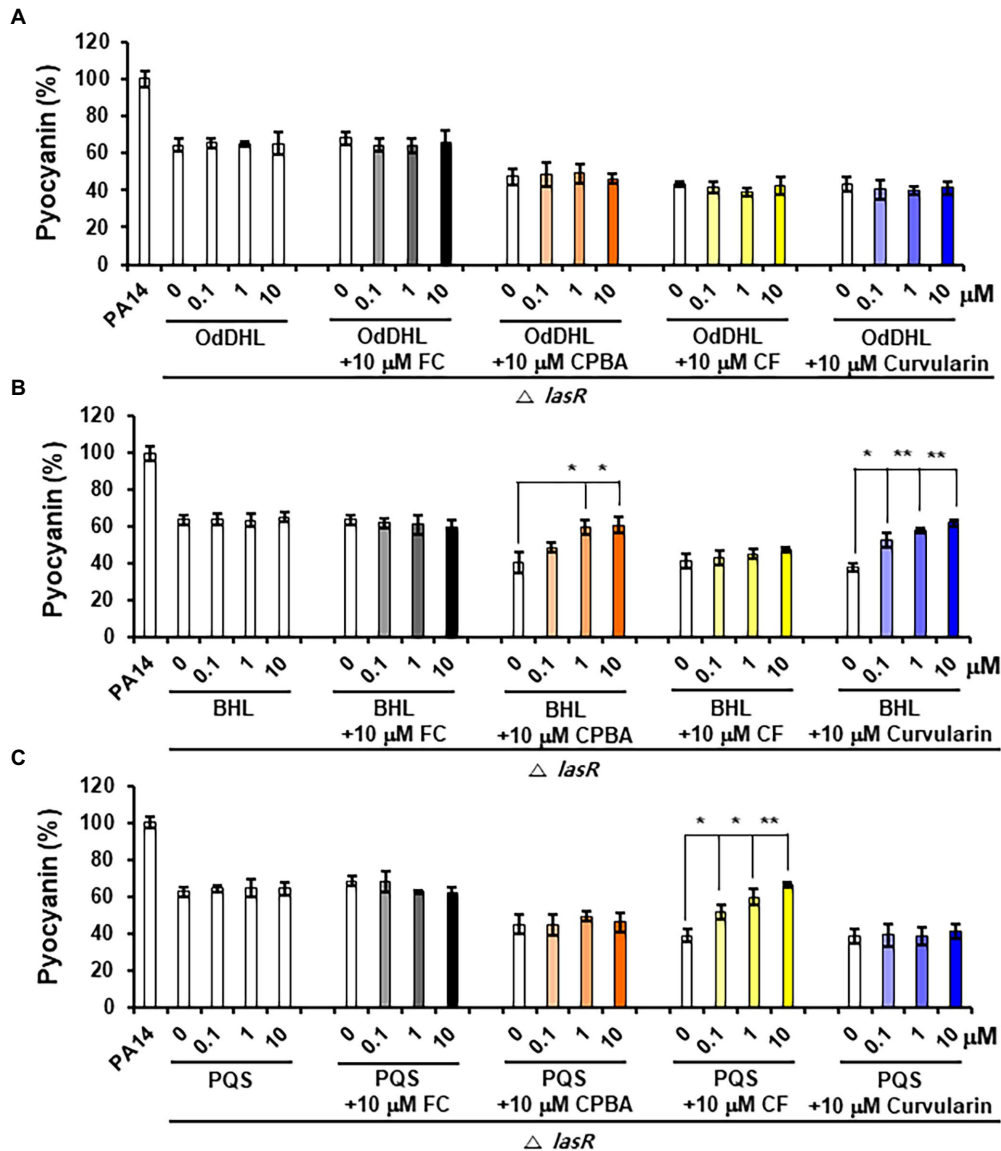 A
Pyocyanin (%)
120
100
80
60
40
20
0
PA14 0 0.1 1 10 0 0.1 1 10 0 0.1 1 10 0 0.1 1 10 0 0.1 1 10 μM
OdDHL OdDHL OdDHL OdDHL OdDHL
+10 μM FC +10 μM CPBA +10 μM CF +10 μM Curvularin
△ lasR
B
Pyocyanin (%)
120
100
80
60
40
20
0
* * * ** **
PA14 0 0.1 1 10 0 0.1 1 10 0 0.1 1 10 0 0.1 1 10 0 0.1 1 10 μM
BHL BHL BHL BHL BHL
+10 μM FC +10 μM CPBA +10 μM CF +10 μM Curvularin
△ lasR
C
Pyocyanin (%)
120
100
80
60
40
20
0
* * **
PA14 0 0.1 1 10 0 0.1 1 10 0 0.1 1 10 0 0.1 1 10 0 0.1 1 10 μM
PQS PQS PQS PQS PQS
+10 μM FC +10 μM CPBA +10 μM CF +10 μM Curvularin
△ lasR